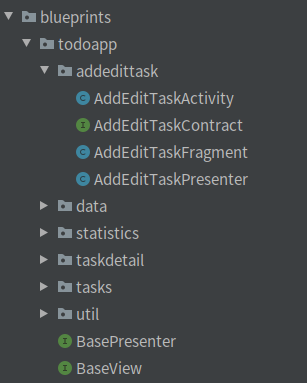 blueprints
todoapp
addedittask
AddEditTaskActivity
AddEditTaskContract
AddEditTaskFragment
AddEditTaskPresenter
data
statistics
taskdetail
tasks
util
BasePresenter
BaseView